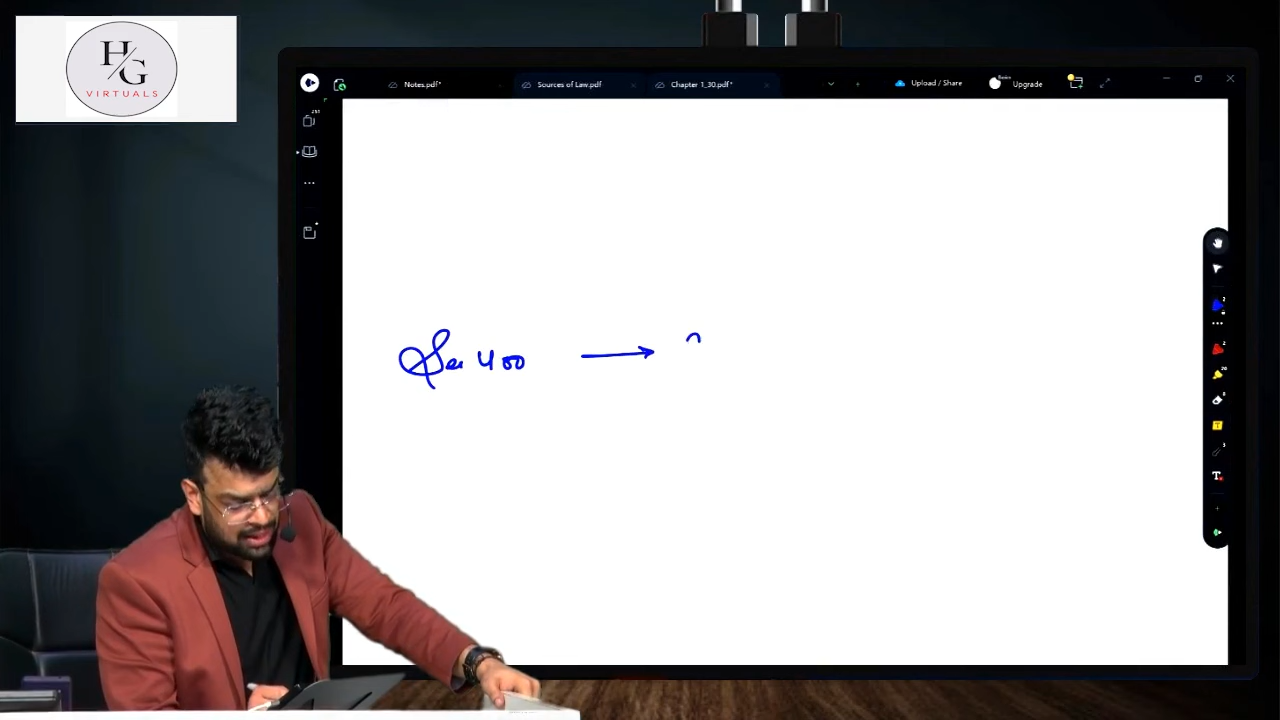 H/G
VIRTUALS
Notes.pdf*
Sources of Law.pdf
Chapter 1_30.pdf*
Upload / Share
Upgrade
Sec 400 →